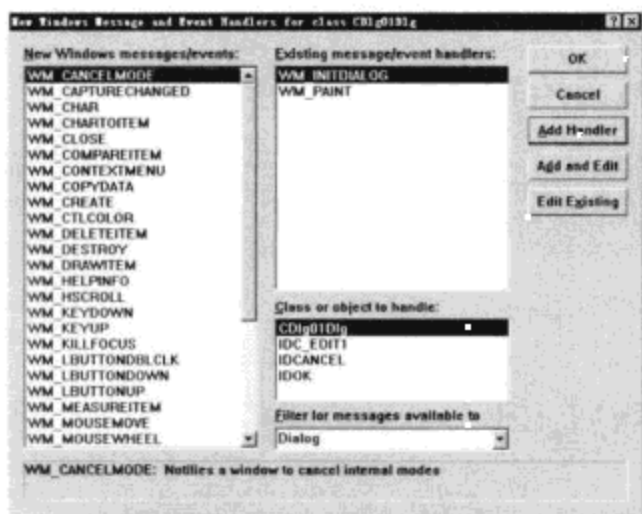 New Windows Message and Event Handlers for class CDlg01Dlg
New Windows messages/events:
WM_CANCELMODE
WM_CAPTURECHANGED
WM_CHAR
WM_CHARTOITEM
WM_CLOSE
WM_COMPAREITEM
WM_CONTEXTMENU
WM_COPYDATA
WM_CREATE
WM_CTLCOLOR
WM_DELETEITEM
WM_DESTROY
WM_DRAWITEM
WM_HELPINFO
WM_HSCROLL
WM_KEYDOWN
WM_KEYUP
WM_KILLFOCUS
WM_LBUTTONDBLCLK
WM_LBUTTONDOWN
WM_LBUTTONUP
WM_MEASUREITEM
WM_MOUSEMOVE
WM_MOUSEWHEEL
Existing message/event handlers:
WM_INITDIALOG
WM_PAINT
Class or object to handle:
CDlg01Dlg
IDC_EDIT1
IDCANCEL
IDOK
Filter for messages available to
Dialog
OK
Cancel
Add Handler
Add and Edit
Edit Existing
WM_CANCELMODE: Notifies a window to cancel internal modes